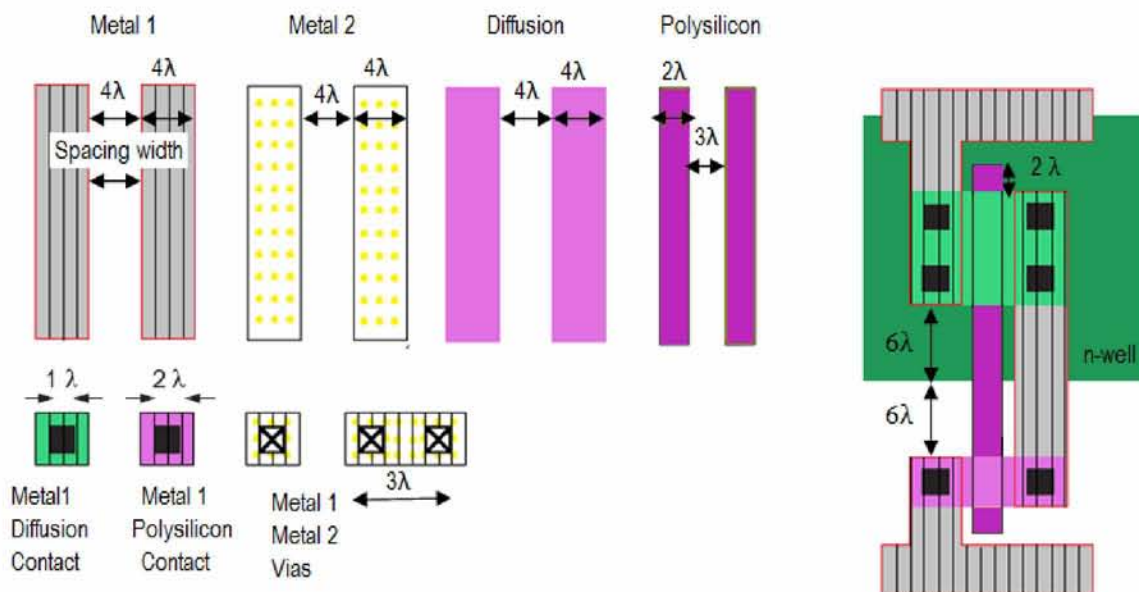 Metal 1
Metal 2
Diffusion
Polysilicon
4λ
4λ
4λ
4λ
4λ
4λ
2λ
3λ
Spacing width
2 λ
6λ
n-well
6λ
1 λ
2 λ
3λ
Metal1
Diffusion
Contact
Metal 1
Polysilicon
Contact
Metal 1
Metal 2
Vias